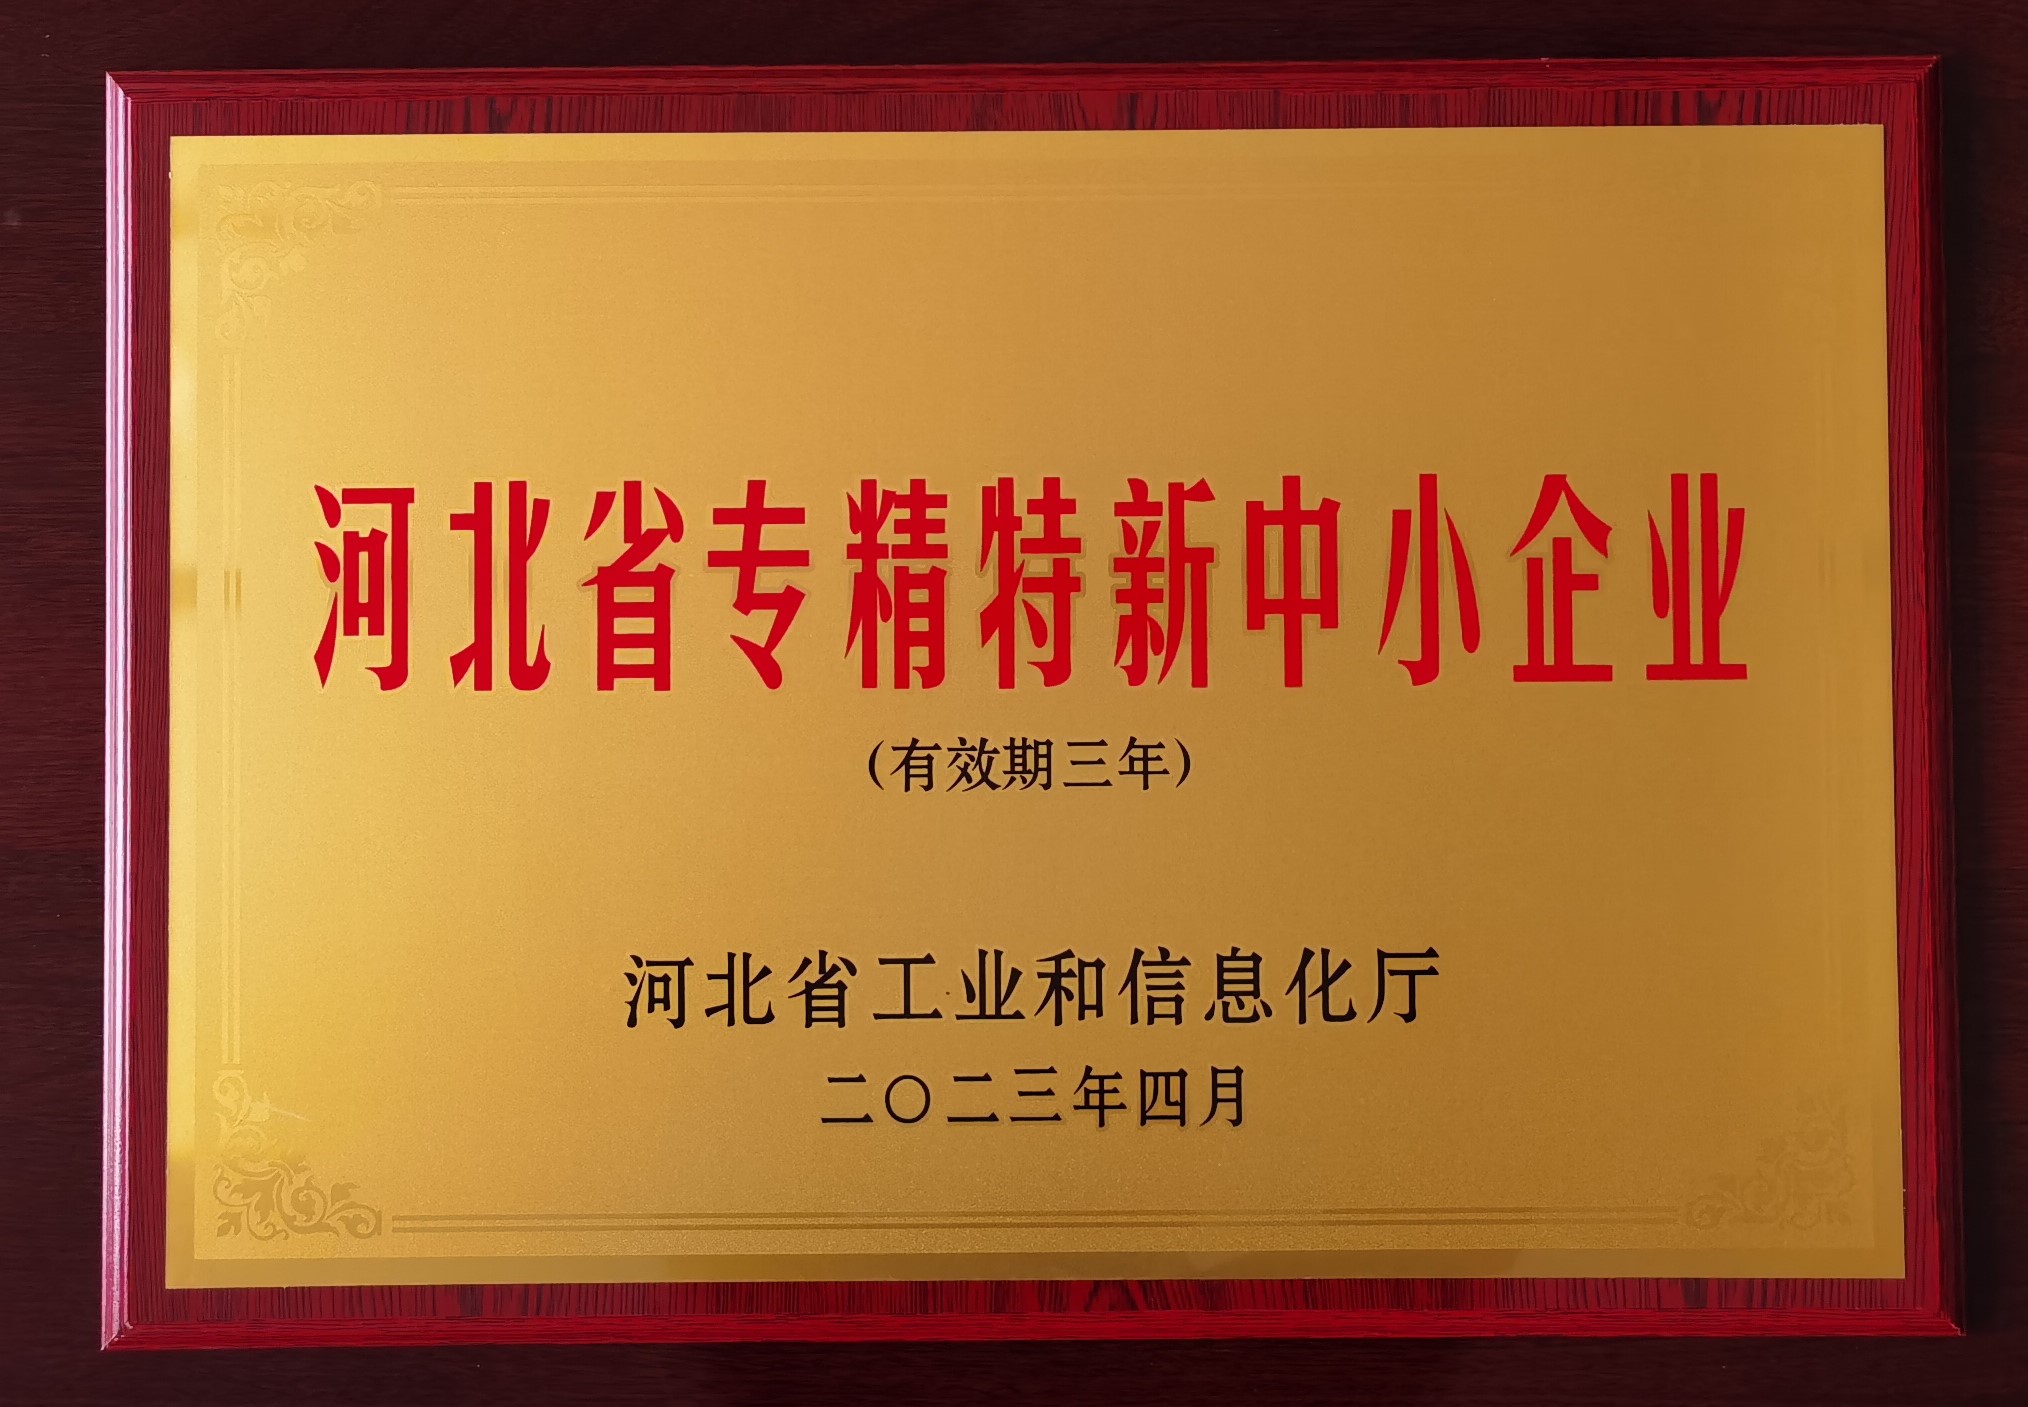 河北省专精特新中小企业
(有效期三年)
河北省工业和信息化厅
二〇二三年四月